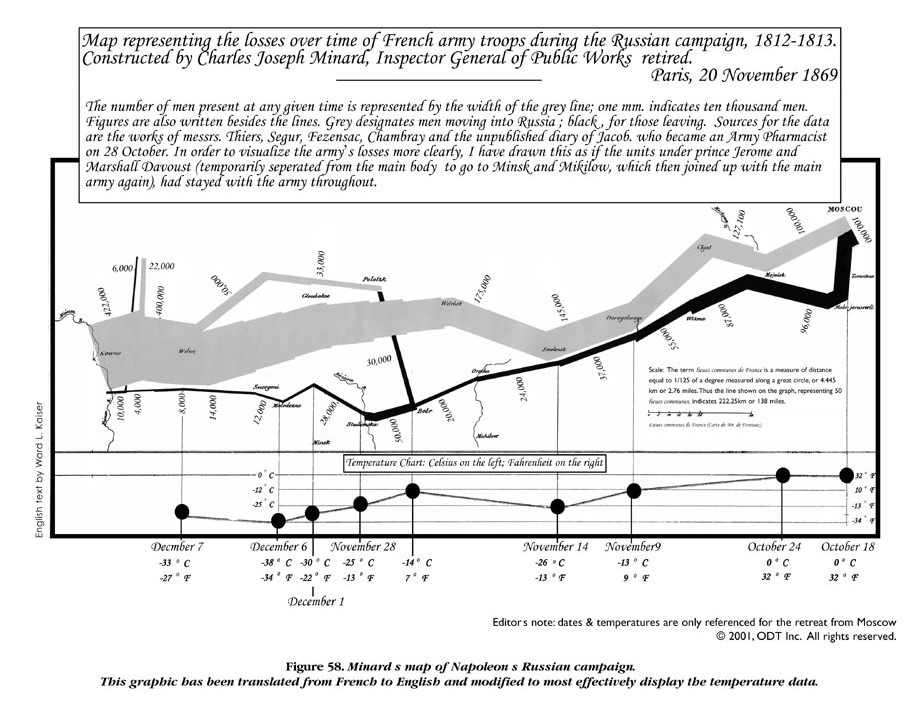 Map representing the losses over time of French army troops during the Russian campaign, 1812-1813.
Constructed by Charles Joseph Minard, Inspector General of Public Works retired.
Paris, 20 November 1869
The number of men present at any given time is represented by the width of the grey line; one mm. indicates ten thousand men.
Figures are also written besides the lines. Grey designates men moving into Russia ; black , for those leaving. Sources for the data
are the works of messrs. Thiers, Segur, Fezensac, Chambray and the unpublished diary of Jacob. who became an Army Pharmacist
on 28 October. In order to visualize the army's losses more clearly, I have drawn this as if the units under prince Jerome and
Marshall Davoust (temporarily seperated from the main body to go to Minsk and Mikilow, which then joined up with the main
army again), had stayed with the army throughout.
MOSCOU
100,000
100,000
127,100
Chjat
Mojaisk
Tarantino
Malo-jarosewli
96,000
87,000
Wizma
Dorogobouge
55,000
145,000
Smolensk
37,000
24,000
Orscha
Mohilow
175,000
Witebsk
Polotzk
33,000
Gloubokoe
50,000
22,000
6,000
400,000
422,000
Kowno
Wilna
30,000
Bobr
20,000
50,000
Studienska
28,000
Minsk
Smorgoni
Molodezno
12,000
14,000
8,000
4,000
10,000
Scale: The term lieues communes de France is a measure of distance
equal to 1/125 of a degree measured along a great circle, or 4.445
km or 2.76 miles. Thus the line shown on the graph, representing 50
lieues communes, indicates 222.25km or 138 miles.
Lieues communes de France (Carte de Mr. de Fezensac)
English text by Ward L. Kaiser
Temperature Chart: Celsius on the left; Fahrenheit on the right
0° C
-12 ° C
-25 ° C
32 ° F
10 ° F
-13 ° F
-34 ° F
Decmber 7
December 6
November 28
November 14
November9
October 24
October 18
-33 ° C
-38 ° C
-30 ° C
-25 ° C
-14° C
-26 ° C
-13 ° C
0 ° C
0 ° C
-27 ° F
-34 ° F
-22 ° F
-13 ° F
7 ° F
-13 ° F
9 ° F
32 ° F
32 ° F
December 1
Editor s note: dates & temperatures are only referenced for the retreat from Moscow
© 2001, ODT Inc. All rights reserved.
Figure 58. Minard s map of Napoleon s Russian campaign.
This graphic has been translated from French to English and modified to most effectively display the temperature data.